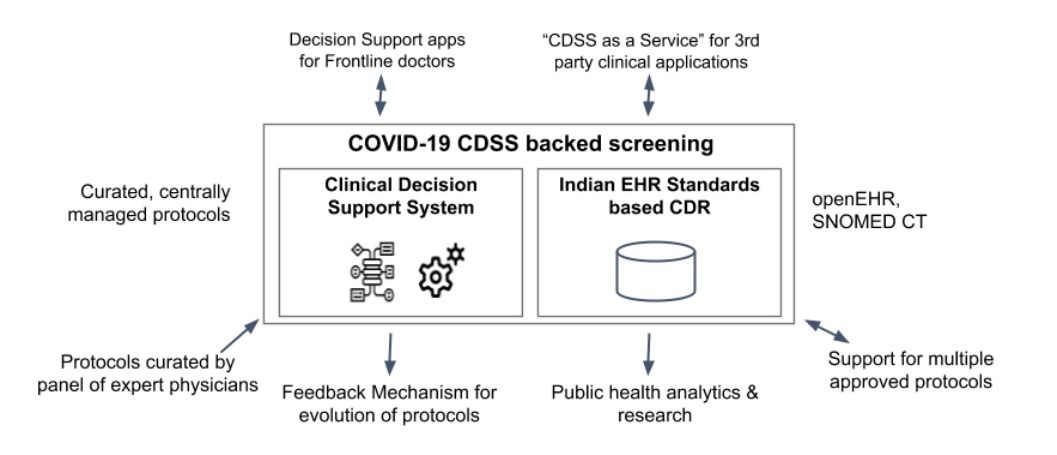 Decision Support apps
for Frontline doctors
“CDSS as a Service” for 3rd
party clinical applications
COVID-19 CDSS backed screening
Curated, centrally
managed protocols
Clinical Decision
Support System
Indian EHR Standards
based CDR
openEHR,
SNOMED CT
Protocols curated by
panel of expert physicians
Feedback Mechanism for
evolution of protocols
Public health analytics &
research
Support for multiple
approved protocols